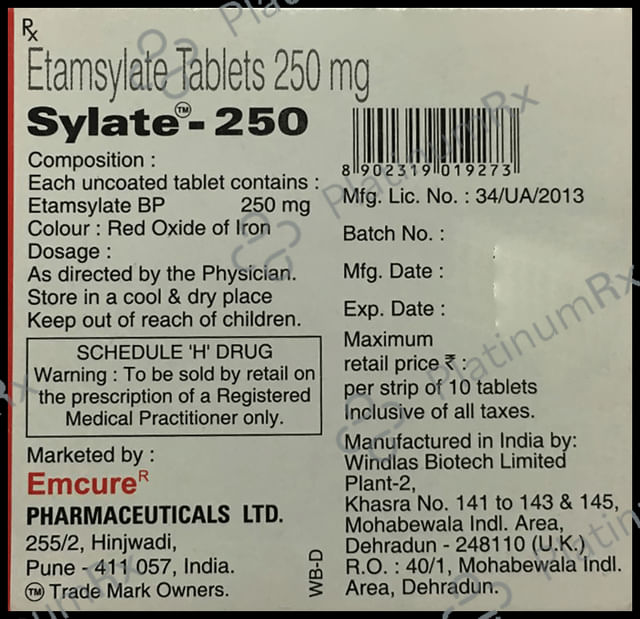 Rx
Etamsylate Tablets 250 mg
Sylate™- 250
Composition :
Each uncoated tablet contains :
Etamsylate BP 250 mg
Colour : Red Oxide of Iron
Dosage :
As directed by the Physician.
Store in a cool & dry place
Keep out of reach of children.
SCHEDULE 'H' DRUG
Warning : To be sold by retail on
the prescription of a Registered
Medical Practitioner only.
Marketed by :
Emcure R
PHARMACEUTICALS LTD.
255/2, Hinjwadi,
Pune - 411 057, India.
TM Trade Mark Owners.
WB-D
8 902319 019273
Mfg. Lic. No. : 34/UA/2013
Batch No. :
Mfg. Date :
Exp. Date :
Maximum
retail price ₹ :
per strip of 10 tablets
Inclusive of all taxes.
Manufactured in India by:
Windlas Biotech Limited
Plant-2,
Khasra No. 141 to 143 & 145,
Mohabewala Indl. Area,
Dehradun - 248110 (U.K.)
R.O. : 40/1, Mohabewala Indl.
Area, Dehradun.
PlatinumRx
PlatinumRx
PlatinumRx
PlatinumRx